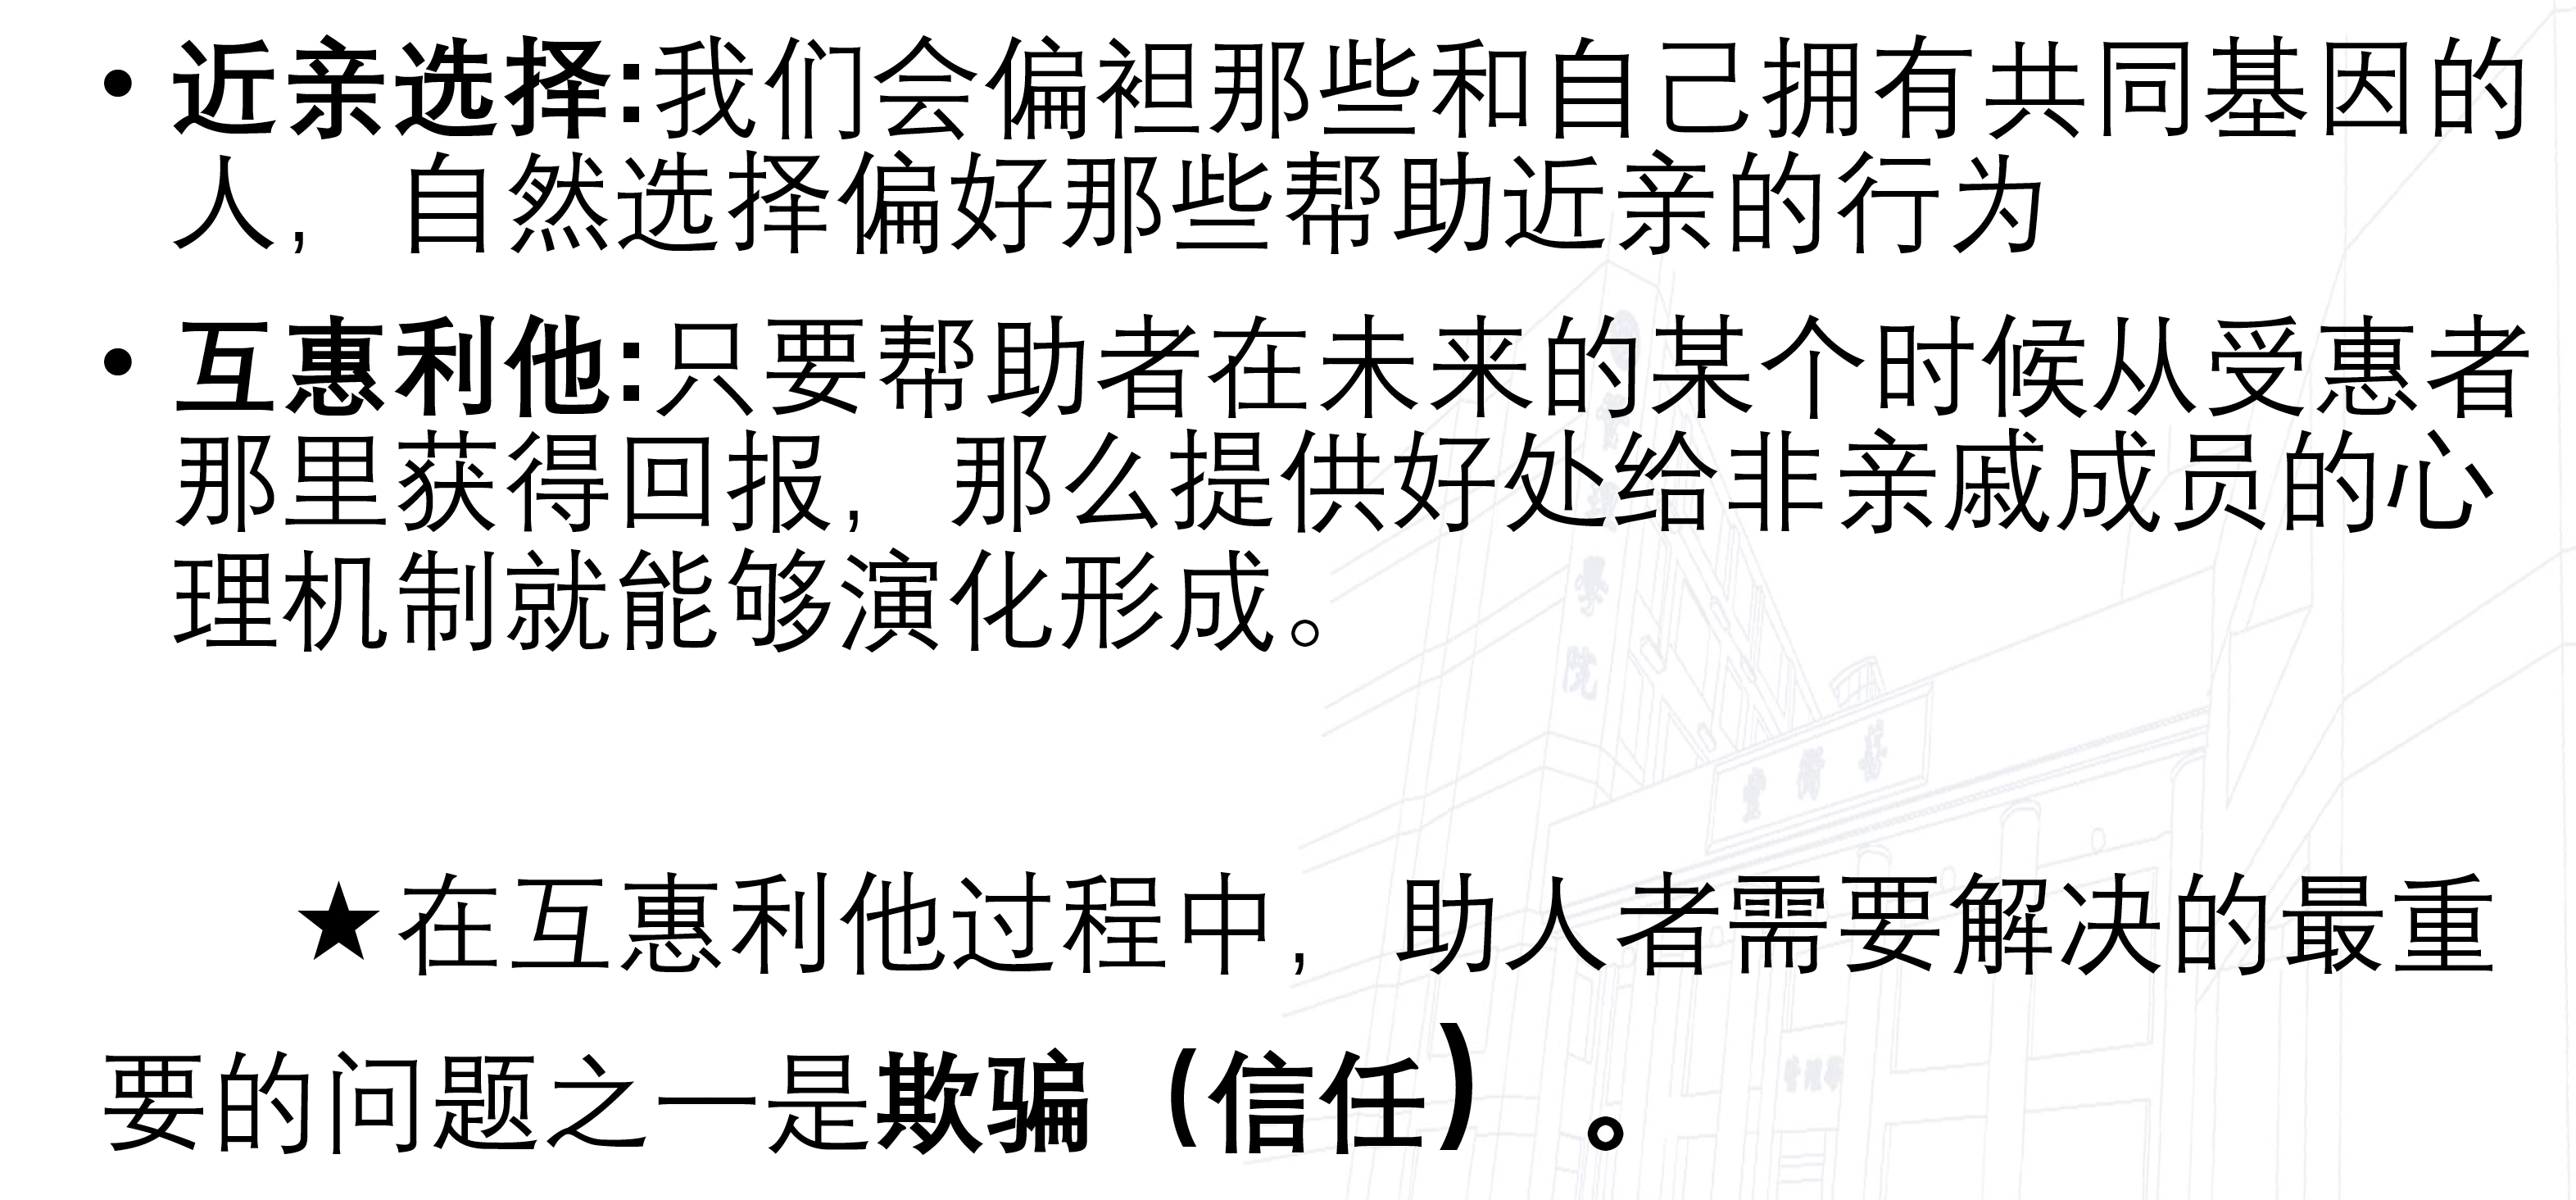 • 近亲选择:我们会偏袒那些和自己拥有共同基因的
人，自然选择偏好那些帮助近亲的行为
• 互惠利他:只要帮助者在未来的某个时候从受惠者
那里获得回报，那么提供好处给非亲戚成员的心
理机制就能够演化形成。
★在互惠利他过程中，助人者需要解决的最重
要的问题之一是欺骗（信任）。